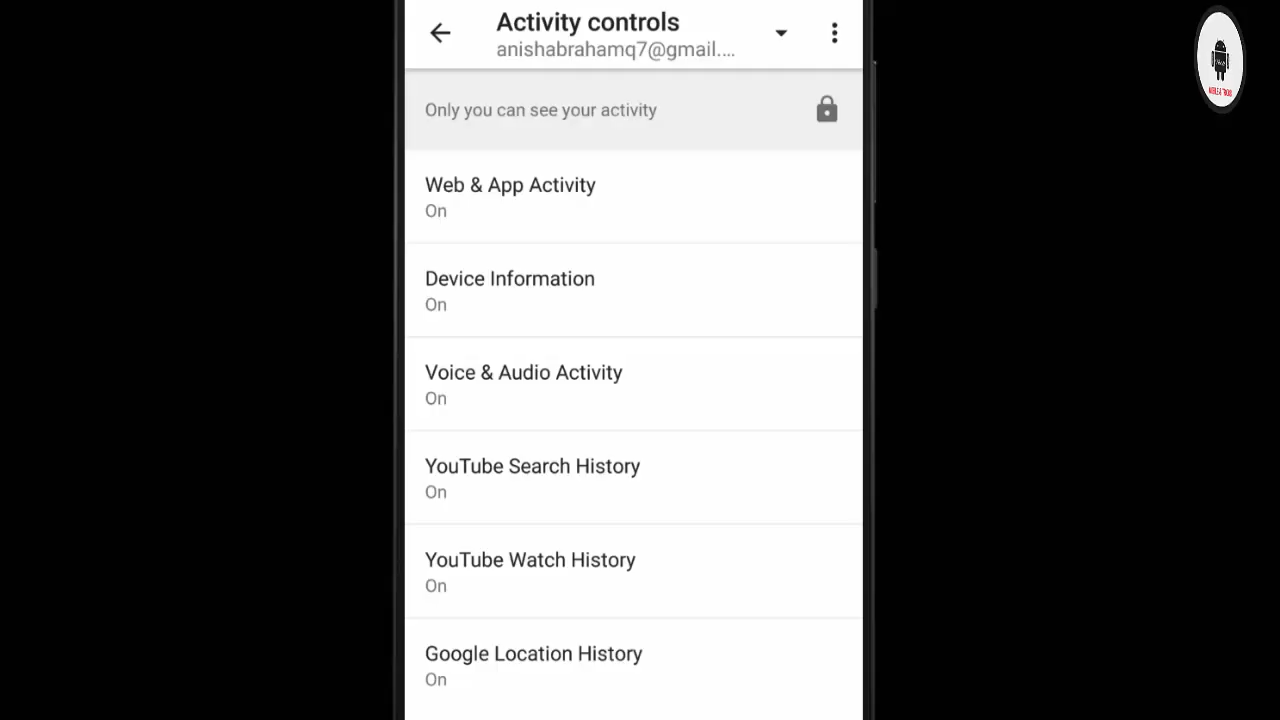 Activity controls
anishabrahamq7@gmail....
Only you can see your activity
Web & App Activity
On
Device Information
On
Voice & Audio Activity
On
YouTube Search History
On
YouTube Watch History
On
Google Location History
On